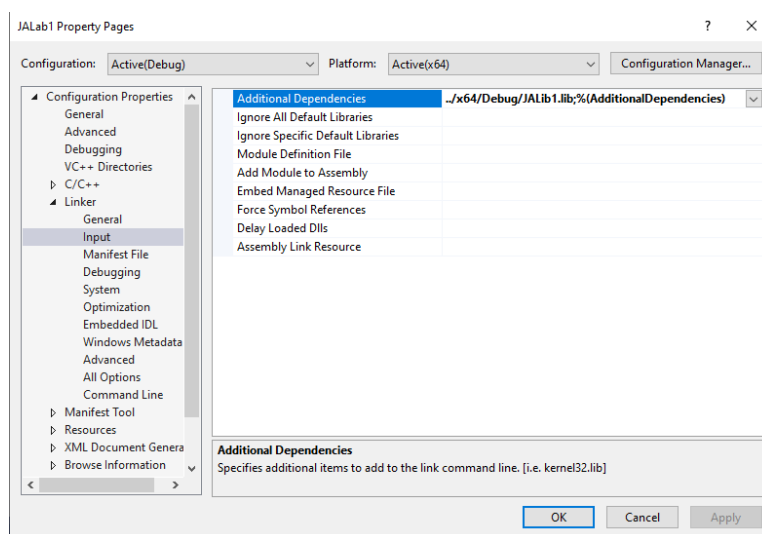 JALab1 Property Pages
? ×
Configuration: Active(Debug) Platform: Active(x64) Configuration Manager...
Configuration Properties
General
Advanced
Debugging
VC++ Directories
C/C++
Linker
General
Input
Manifest File
Debugging
System
Optimization
Embedded IDL
Windows Metadata
Advanced
All Options
Command Line
Manifest Tool
Resources
XML Document Genera
Browse Information
Additional Dependencies ../x64/Debug/JALib1.lib;%(AdditionalDependencies)
Ignore All Default Libraries
Ignore Specific Default Libraries
Module Definition File
Add Module to Assembly
Embed Managed Resource File
Force Symbol References
Delay Loaded Dlls
Assembly Link Resource
Additional Dependencies
Specifies additional items to add to the link command line. [i.e. kernel32.lib]
OK Cancel Apply